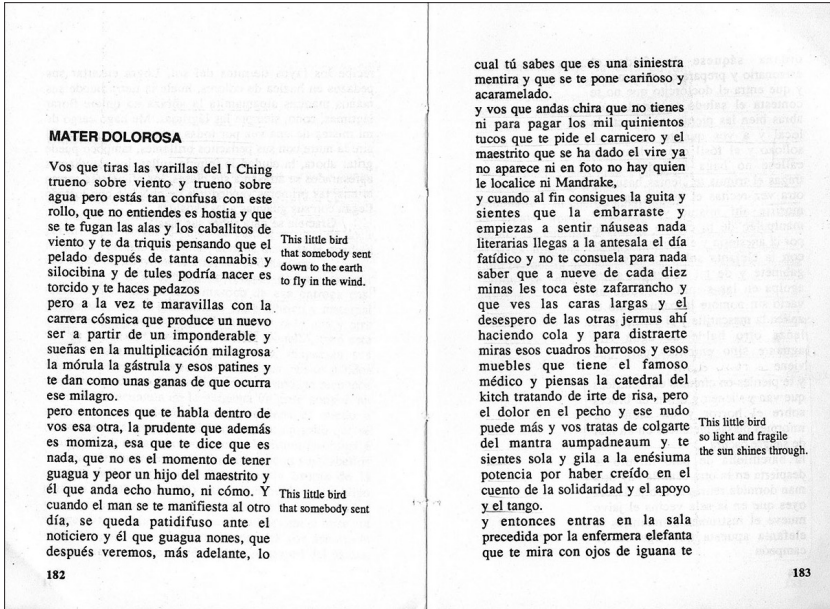 MATER DOLOROSA
Vos que tiras las varillas del I Ching
trueno sobre viento y trueno sobre
agua pero estás tan confusa con este
rollo, que no entiendes es hostia y que
se te fugan las alas y los caballitos de
viento y te da triquis pensando que el
pelado después de tanta cannabis y
silocibina y de tules podría nacer es
torcido y te haces pedazos
This little bird
that somebody sent
down to the earth
to fly in the wind.
pero a la vez te maravillas con la
carrera cósmica que produce un nuevo
ser a partir de un imponderable y
sueñas en la multiplicación milagrosa
la mórula la gástrula y esos patines y
te dan como unas ganas de que ocurra
ese milagro.
pero entonces que te habla dentro de
vos esa otra, la prudente que además
es momiza, esa que te dice que es
nada, que no es el momento de tener
guagua y peor un hijo del maestrito y
él que anda echo humo, ni cómo. Y
cuando el man se te manifiesta al otro
día, se queda patidifuso ante el
noticiero y él que guagua nones, que
después veremos, más adelante, lo
This little bird
that somebody sent
182
cual tú sabes que es una siniestra
mentira y que se te pone cariñoso y
acaramelado.
y vos que andas chira que no tienes
ni para pagar los mil quinientos
tucos que te pide el carnicero y el
maestrito que se ha dado el vire ya
no aparece ni en foto no hay quien
le localice ni Mandrake,
y cuando al fin consigues la guita y
sientes que la embarraste y
empiezas a sentir náuseas nada
literarias llegas a la antesala el día
fatídico y no te consuela para nada
saber que a nueve de cada diez
minas les toca este zafarrancho y
que ves las caras largas y el
desespero de las otras jermus ahí
haciendo cola y para distraerte
miras esos cuadros horrosos y esos
muebles que tiene el famoso
médico y piensas la catedral del
kitch tratando de irte de risa, pero
el dolor en el pecho y ese nudo
puede más y vos tratas de colgarte
del mantra aumpadneaum y te
sientes sola y gila a la enésiuma
potencia por haber creído en el
cuento de la solidaridad y el apoyo
y el tango.
This little bird
so light and fragile
the sun shines through.
y entonces entras en la sala
precedida por la enfermera elefanta
que te mira con ojos de iguana te
183